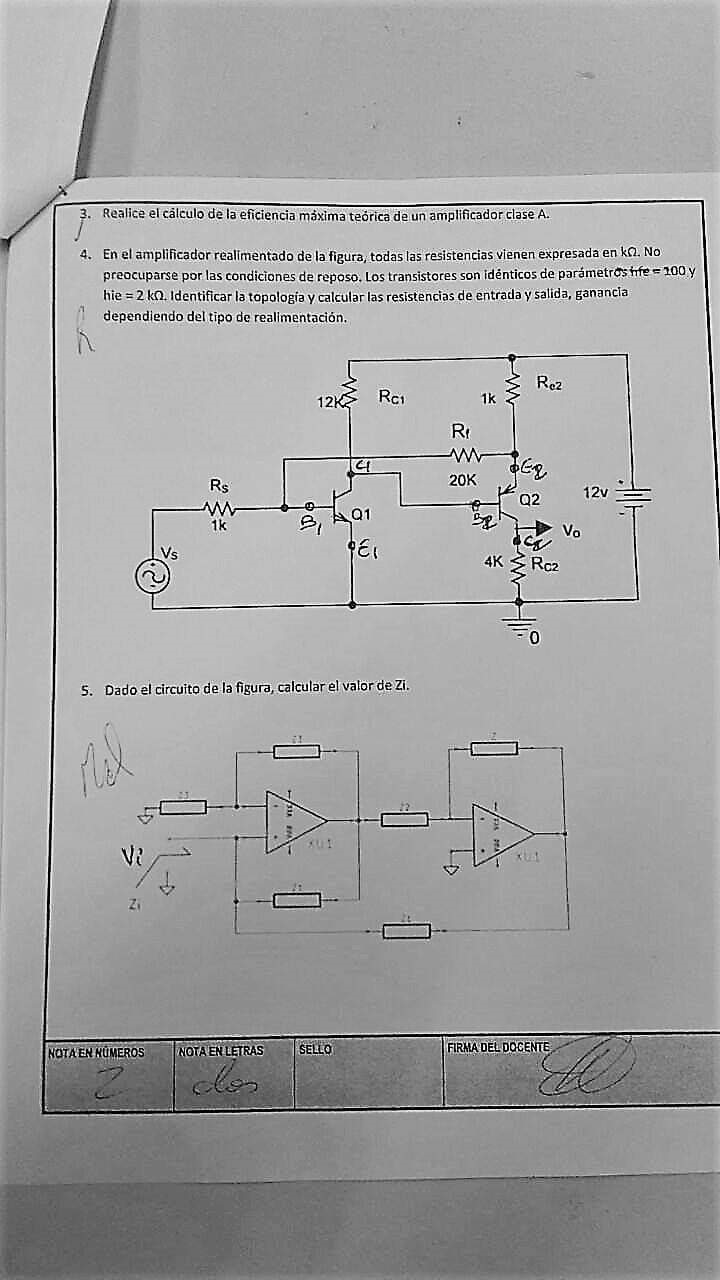 3. Realice el cálculo de la eficiencia máxima teórica de un amplificador clase A.
4. En el amplificador realimentado de la figura, todas las resistencias vienen expresada en kΩ. No
preocuparse por las condiciones de reposo. Los transistores son idénticos de parámetros hfe = 100 y
hie = 2 kΩ. Identificar la topología y calcular las resistencias de entrada y salida, ganancia
dependiendo del tipo de realimentación.
12K
RC1
1k
Re2
Rf
20K
C1
E2
Rs
1k
B1
Q1
E1
B2
Q2
C2
Vo
12v
Vs
4K
RC2
0
5. Dado el circuito de la figura, calcular el valor de Zi.
Mal
Vi
Zi
XU1
XU1
NOTA EN NÚMEROS
2
NOTA EN LETRAS
dos
SELLO
FIRMA DEL DOCENTE